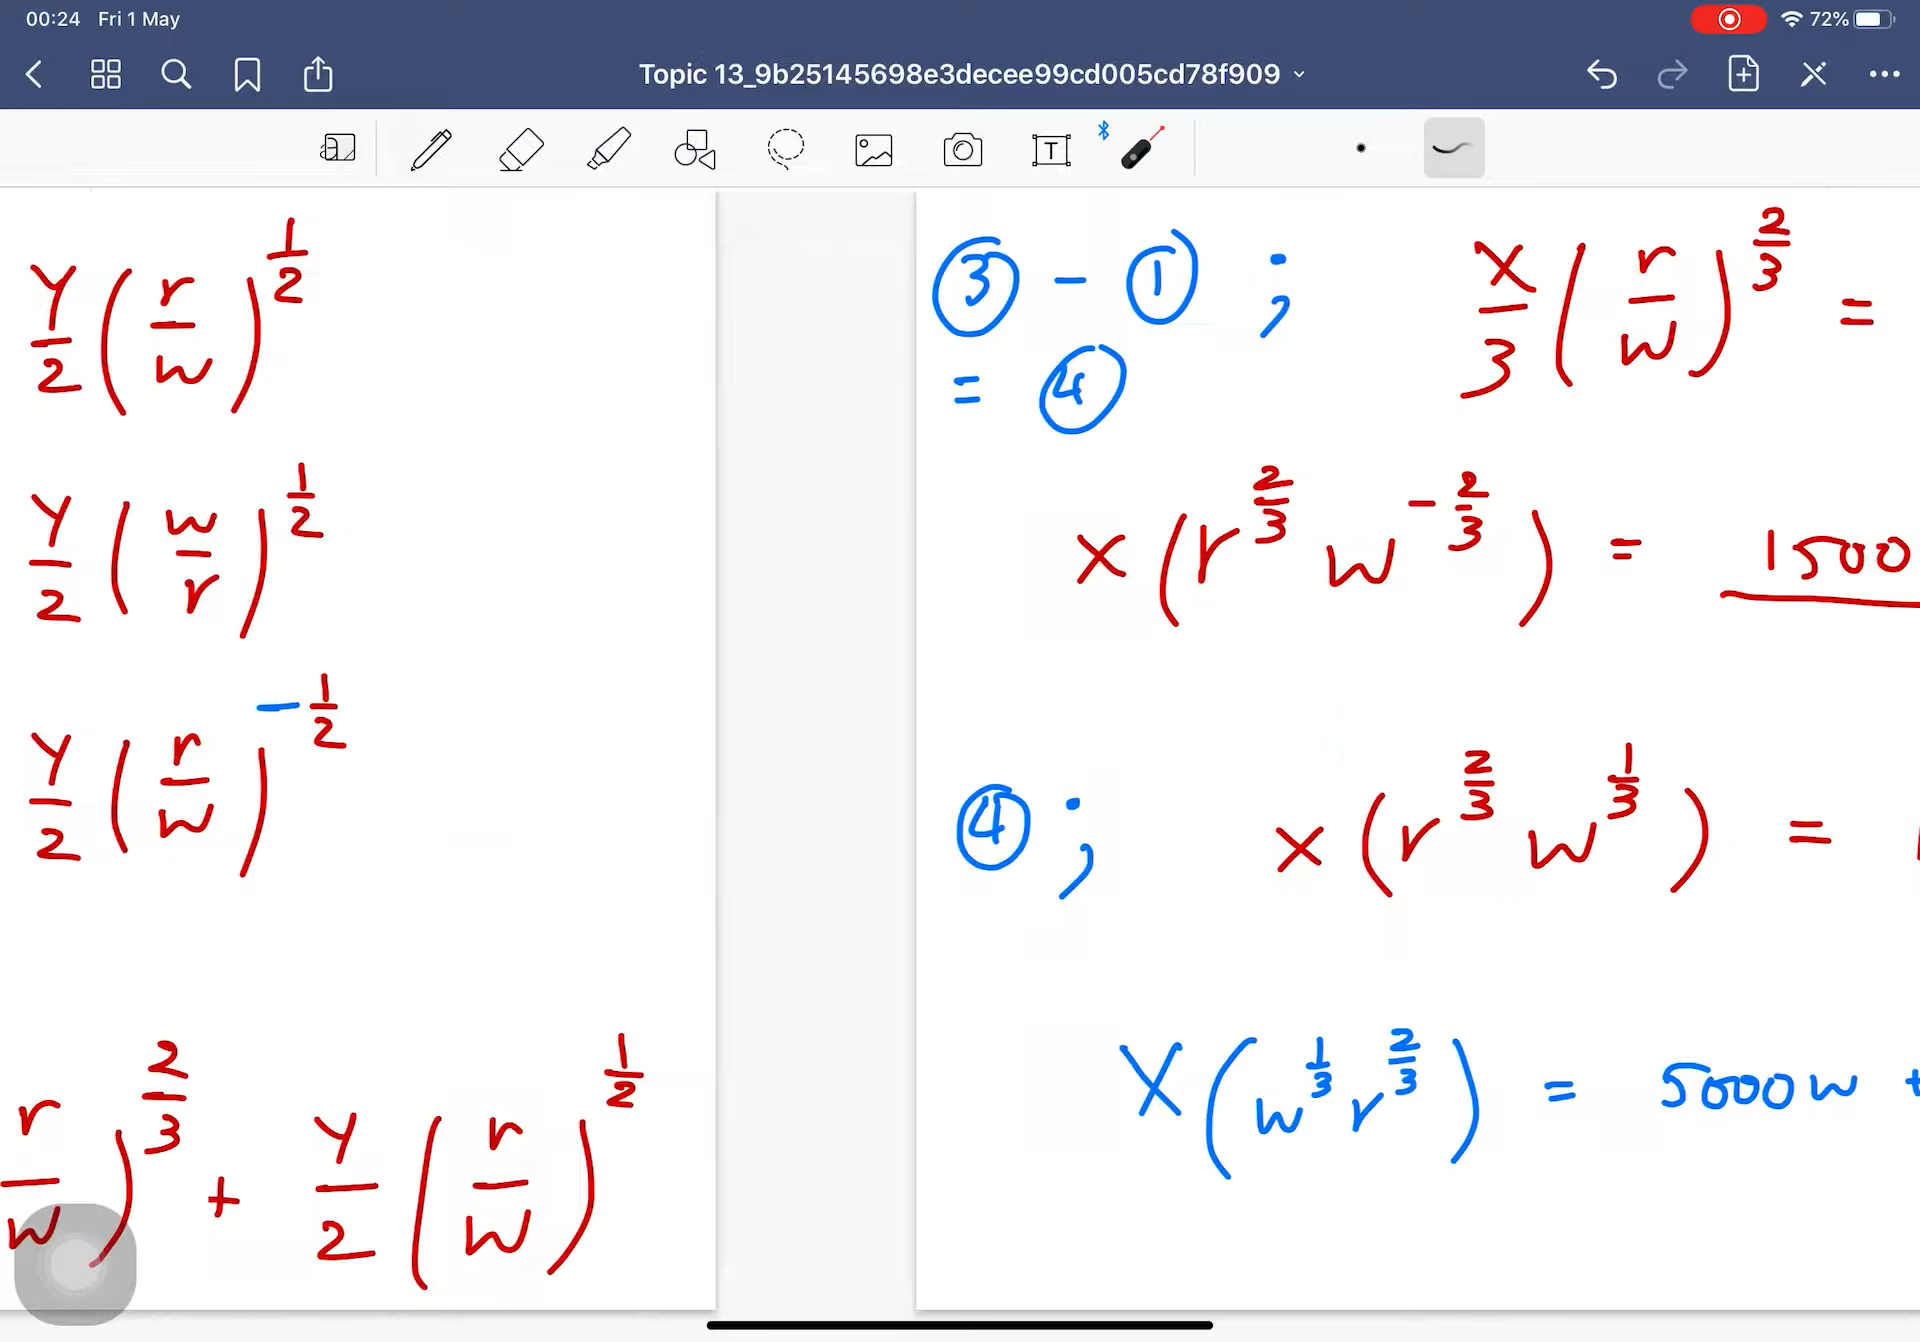 00:24 Fri 1 May 72%
Topic 13_9b25145698e3decee99cd005cd78f909
T
Y/2 (r/w)^1/2
Y/2 (w/r)^1/2
Y/2 (r/w)^-1/2
r/w)^2/3 + Y/2 (r/w)^1/2
③ - ① ; X/3 (r/w)^2/3 =
= ④
X (r^2/3 w^-2/3) = 1500
④ ; X (r^2/3 w^1/3) =
X (w^1/3 r^2/3) = 5000w +